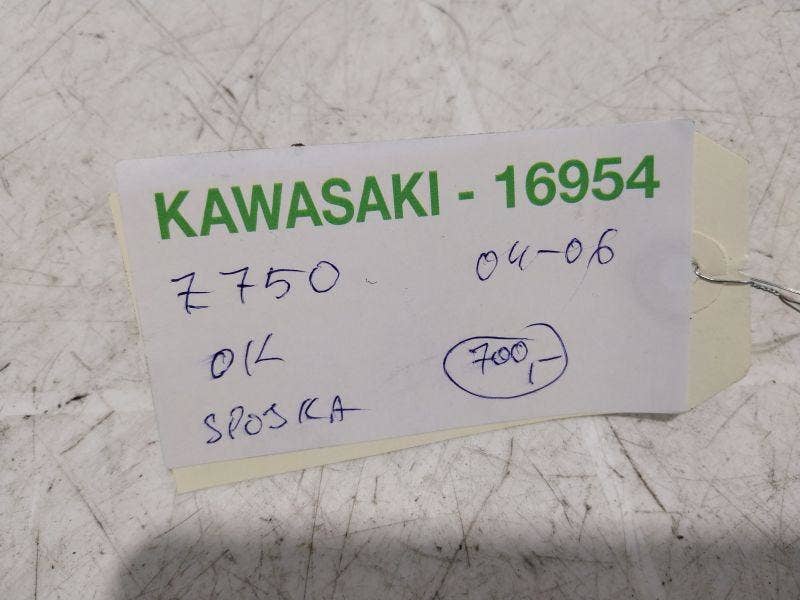 KAWASAKI - 16954
Z750 04-06
OK 700,-
SPOJKA